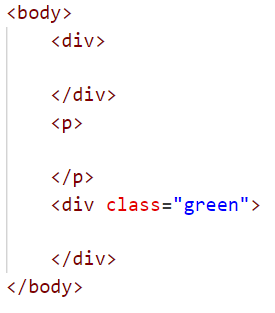 <body>
<div>
</div>
<p>
</p>
<div class="green">
</div>
</body>